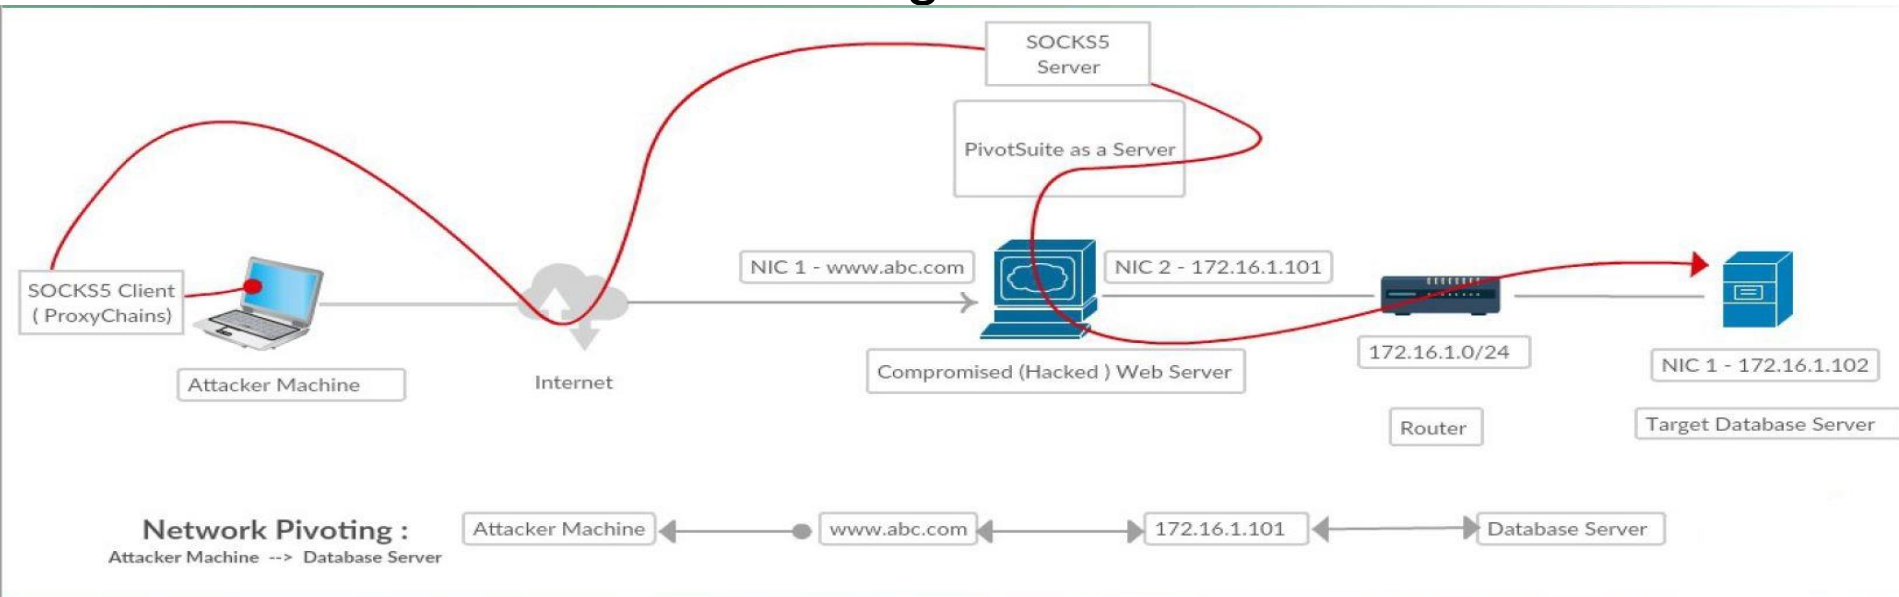 SOCKS5
Server
PivotSuite as a Server
NIC 1 - www.abc.com
NIC 2 - 172.16.1.101
SOCKS5 Client
( ProxyChains)
Attacker Machine
Internet
Compromised (Hacked ) Web Server
172.16.1.0/24
NIC 1 - 172.16.1.102
Router
Target Database Server
Network Pivoting :
Attacker Machine --> Database Server
Attacker Machine
www.abc.com
172.16.1.101
Database Server